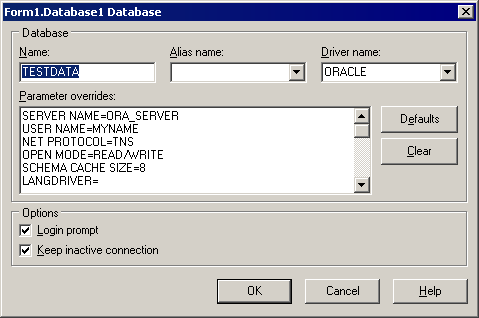 Form1.Database1 Database
Database
Name:
Alias name:
Driver name:
TESTDATA
ORACLE
Parameter overrides:
SERVER NAME=ORA_SERVER
USER NAME=MYNAME
NET PROTOCOL=TNS
OPEN MODE=READ/WRITE
SCHEMA CACHE SIZE=8
LANGDRIVER=
Defaults
Clear
Options
Login prompt
Keep inactive connection
OK
Cancel
Help